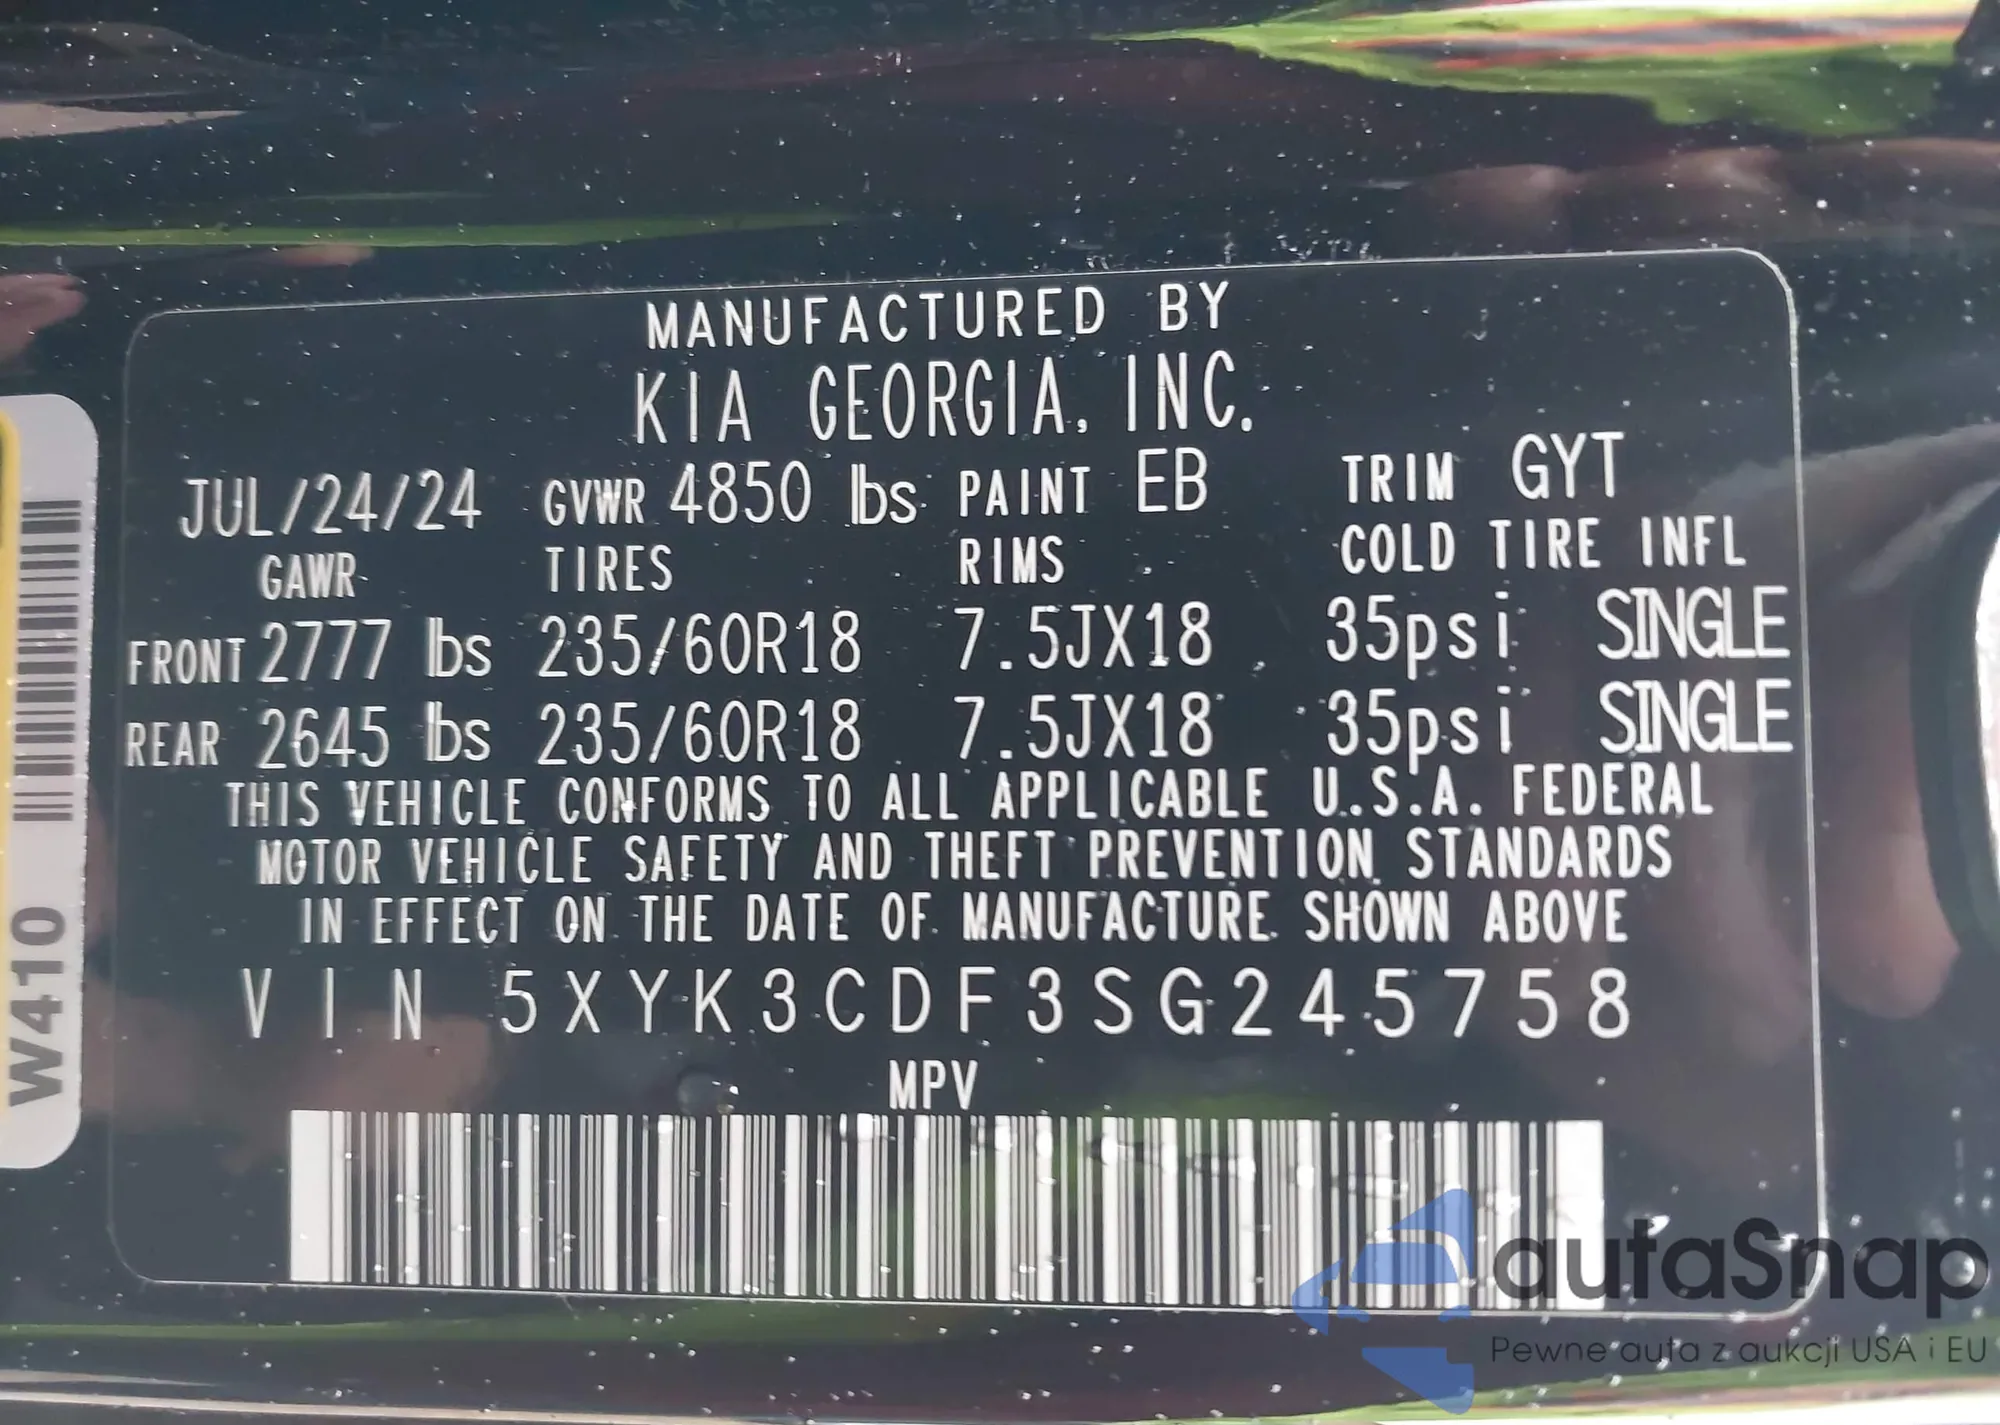 MANUFACTURED BY
KIA GEORGIA, INC.
JUL/24/24 GVWR 4850 lbs PAINT EB TRIM GYT
GAWR TIRES RIMS COLD TIRE INFL
FRONT 2777 lbs 235/60R18 7.5JX18 35psi SINGLE
REAR 2645 lbs 235/60R18 7.5JX18 35psi SINGLE
THIS VEHICLE CONFORMS TO ALL APPLICABLE U.S.A. FEDERAL
MOTOR VEHICLE SAFETY AND THEFT PREVENTION STANDARDS
IN EFFECT ON THE DATE OF MANUFACTURE SHOWN ABOVE
VIN 5XYK3CDF3SG245758
MPV
W410
autaSnap
Pewne auta z aukcji USA i EU